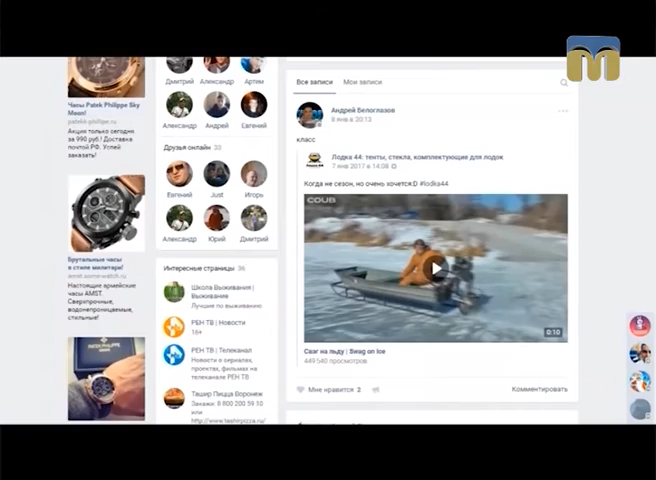 Часы Patek Philippe Sky
Moon!
patekk-philippe.ru
Акция только сегодня
за 990 руб.! Доставка
почтой РФ. Успей
заказать!
Брутальные часы
в стиле милитари!
Настоящие армейские
часы AMST.
Сверхпрочные,
водонепроницаемые,
стильные!
Дмитрий Александр Артем
Александр Андрей Евгений
Друзья онлайн 33
Евгений Just Игорь
Александр Юрий Дмитрий
Интересные страницы 36
Школа Выживания |
Выживание
Лучшие по выживанию
РЕН ТВ | Новости
16+
РЕН ТВ | Телеканал
Новости о сериалах,
проектах, фильмах на
телеканале РЕН ТВ
Ташир Пицца Воронеж
Закажи: 8 800 200 59 10
или
http://www.tashirpizza.ru/
Все записи Мои записи
Андрей Белоглазов
8 янв в 20:13
класс
Лодка 44: тенты, стекла, комплектующие для лодок
7 янв 2017 в 14:08
Когда не сезон, но очень хочется:D #lodka44
COUB
0:10
Сваг на льду | Swag on Ice
449 540 просмотров
Мне нравится 2 Комментировать
M